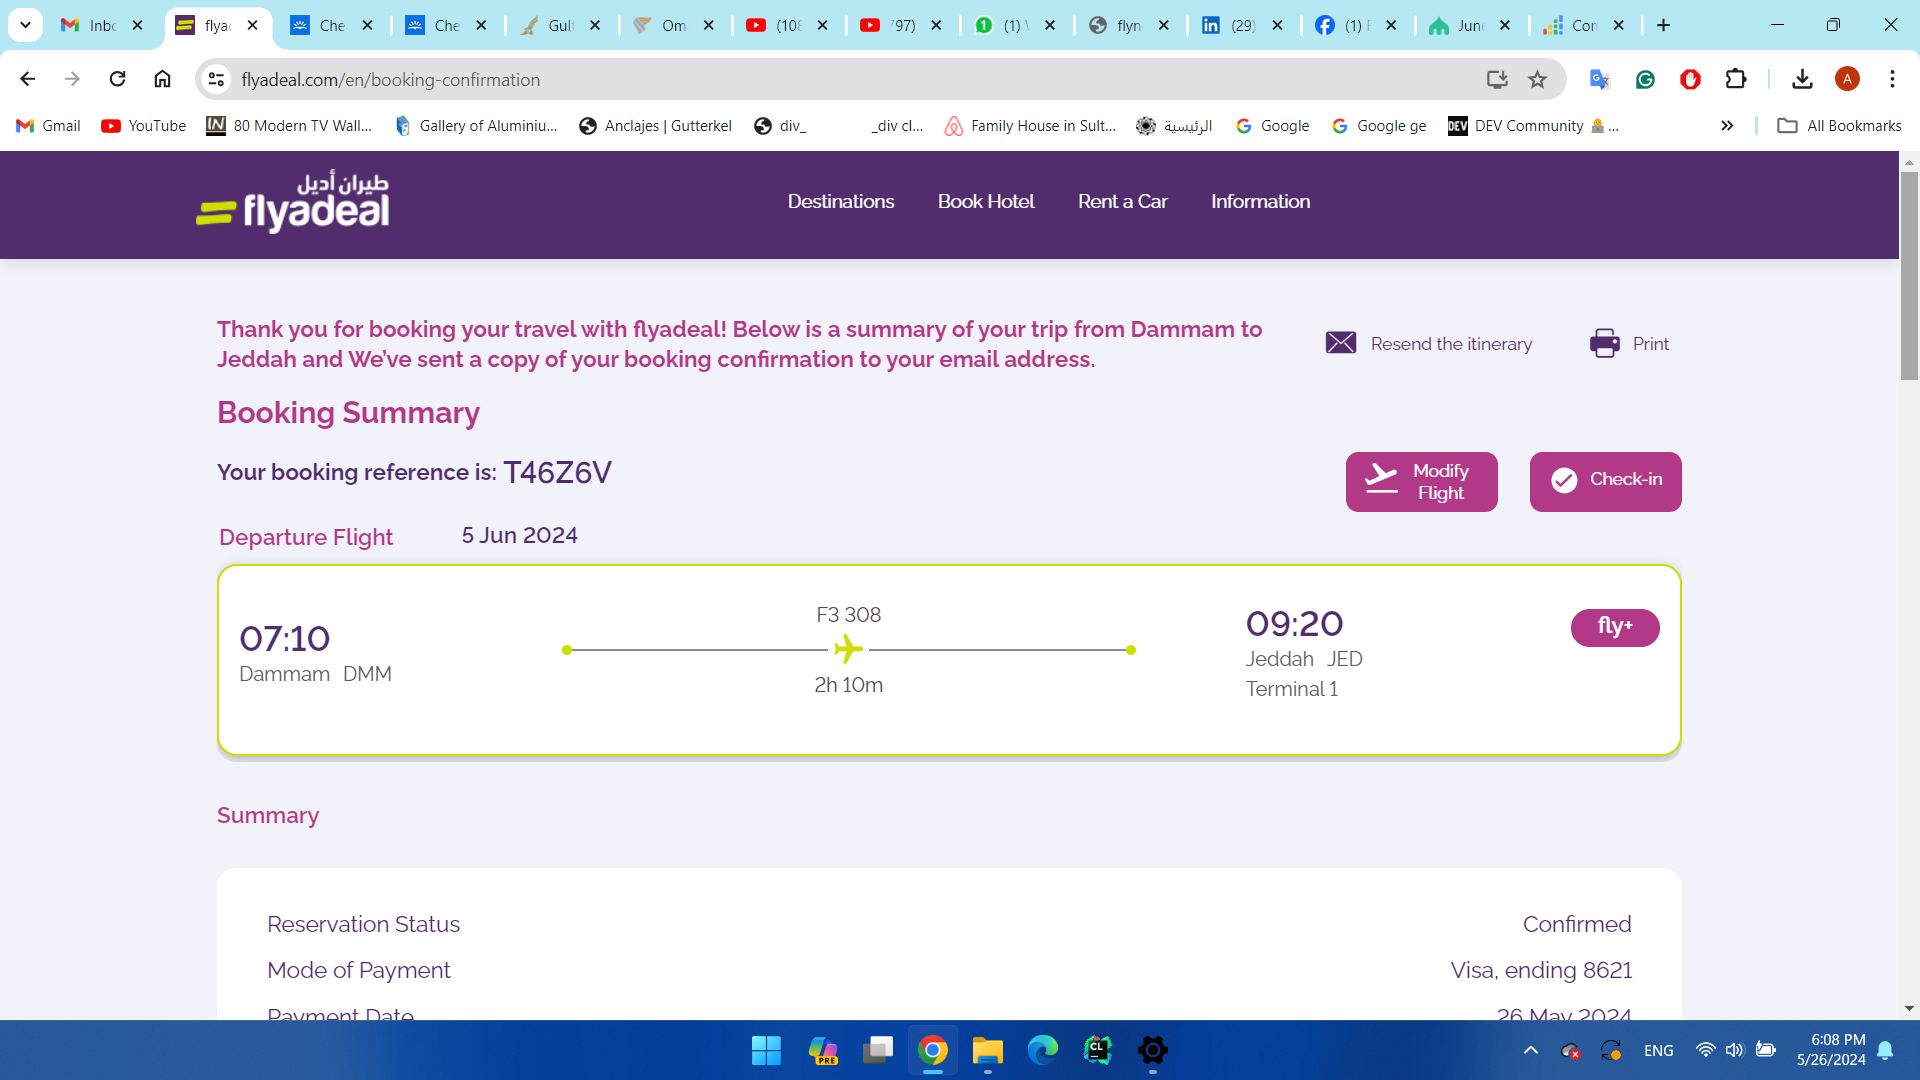 Inbc
flyad
Che
Che
Gulf
Om
(108
797)
(1) W
flyn
(29)
(1) F
June
Con
flyadeal.com/en/booking-confirmation
A
Gmail
YouTube
80 Modern TV Wall...
Gallery of Aluminiu...
Anclajes | Gutterkel
div_
_div cl...
Family House in Sult...
الرئيسية
Google
Google ge
DEV Community ...
All Bookmarks
طيران أديل
flyadeal
Destinations
Book Hotel
Rent a Car
Information
Thank you for booking your travel with flyadeal! Below is a summary of your trip from Dammam to
Jeddah and We've sent a copy of your booking confirmation to your email address.
Resend the itinerary
Print
Booking Summary
Your booking reference is: T46Z6V
Modify
Flight
Check-in
Departure Flight
5 Jun 2024
07:10
Dammam DMM
F3 308
2h 10m
09:20
Jeddah JED
Terminal 1
fly+
Summary
Reservation Status
Confirmed
Mode of Payment
Visa, ending 8621
Payment Date
26 May 2024
PRE
CL
ENG
6:08 PM
5/26/2024